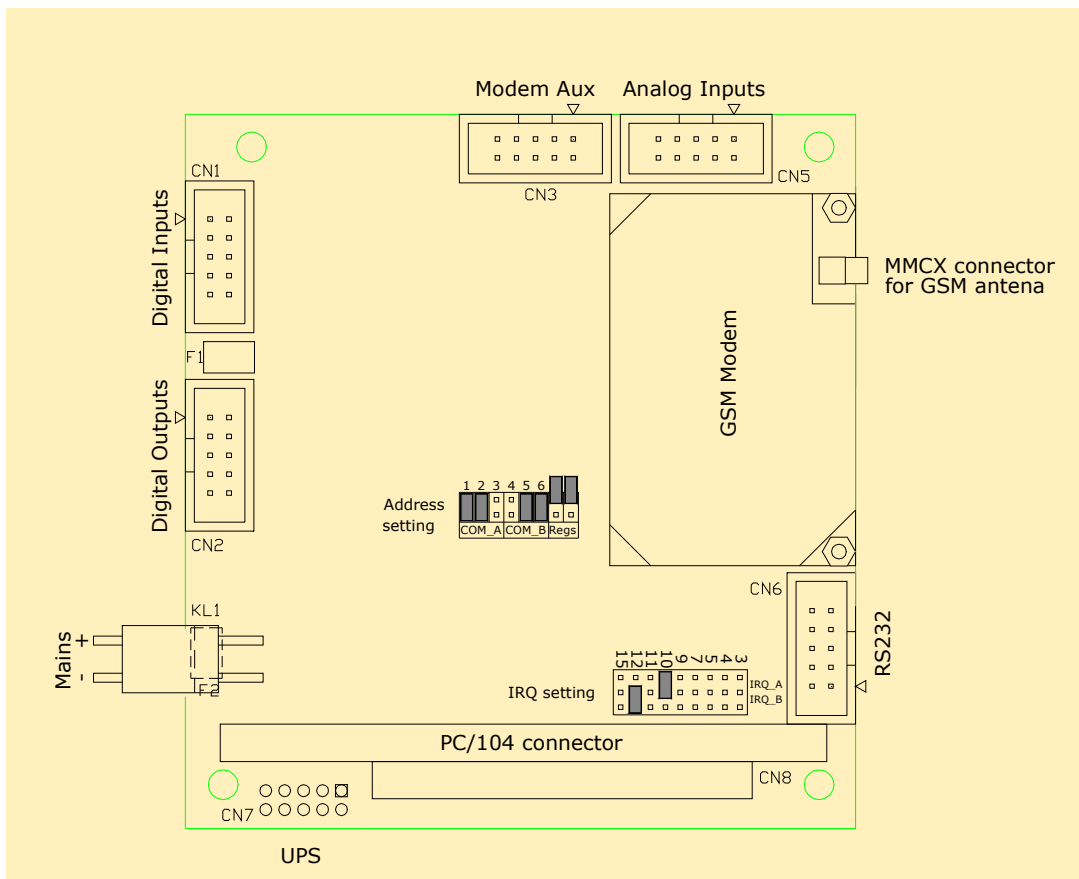 Modem Aux
Analog Inputs
CN1
CN3
CN5
Digital Inputs
MMCX connector
for GSM antena
F1
GSM Modem
Digital Outputs
1 2 3 4 5 6
Address
setting
COM_A COM_B Regs
CN2
CN6
KL1
RS232
Mains
+
-
F2
15 12 11 10 9 7 5 4 3
IRQ setting
IRQ_A
IRQ_B
PC/104 connector
CN8
CN7
UPS